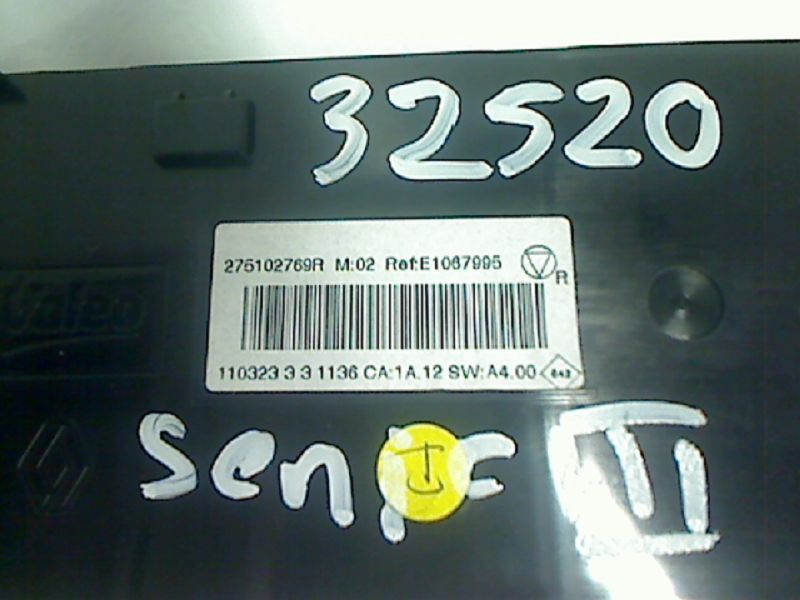 32520
275102769R M:02 Ref:E1067995
R
110323 3 3 1136 CA:1A.12 SW:A4.00
Valeo
II